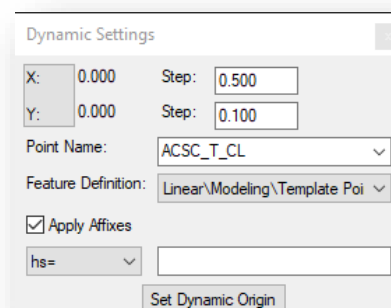 Dynamic Settings
X: 0.000 Step: 0.500
Y: 0.000 Step: 0.100
Point Name: ACSC_T_CL
Feature Definition: Linear\Modeling\Template Poi
Apply Affixes
hs=
Set Dynamic Origin